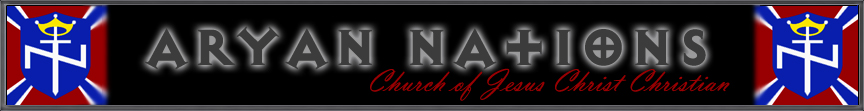 ARYAN NATIONS
Church of Jesus Christ Christian